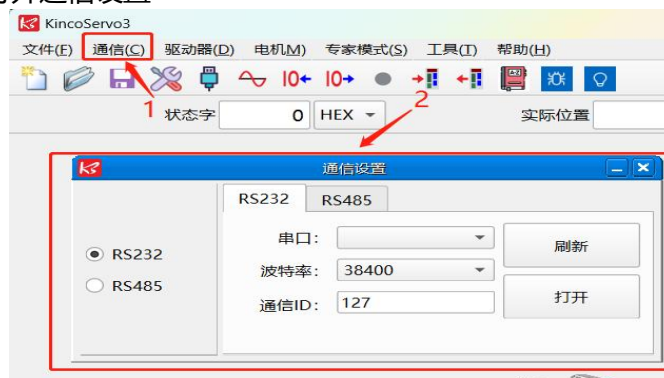 KincoServo3
文件(F) 通信(C) 驱动器(D) 电机(M) 专家模式(S) 工具(T) 帮助(H)
IO IO
1 状态字 0 HEX 2 实际位置
通信设置
RS232 RS485
RS232
RS485
串口:
刷新
波特率: 38400
通信ID: 127
打开